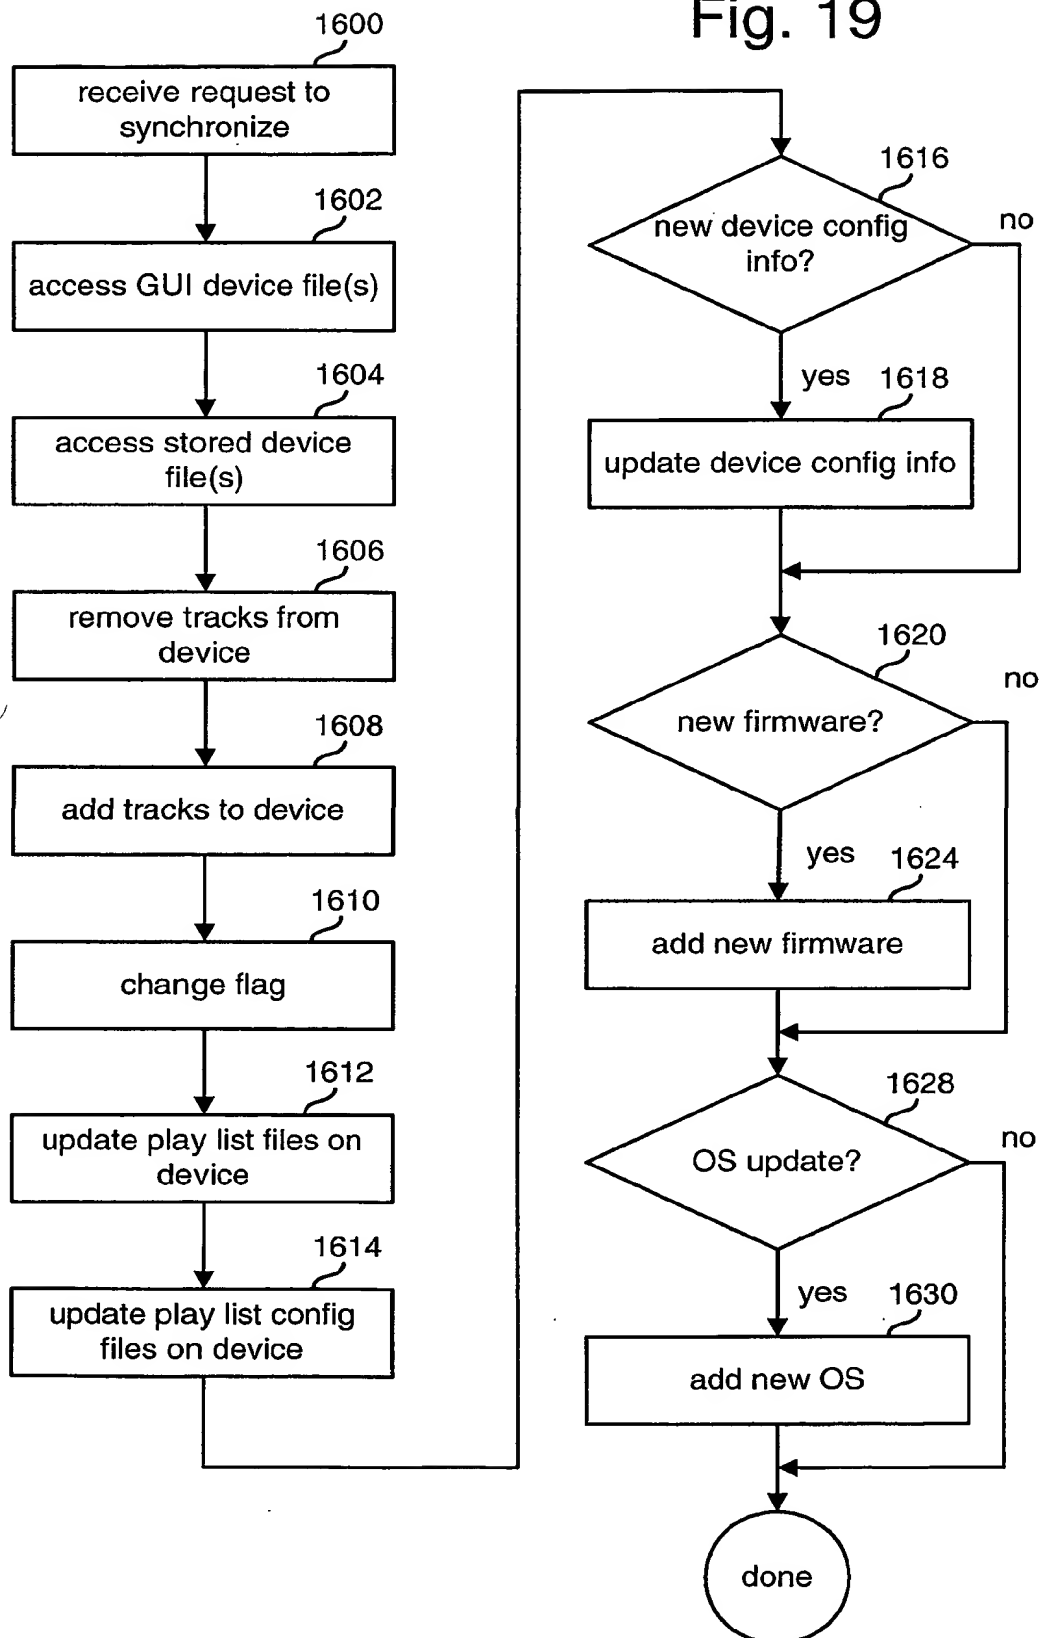 Fig. 19
1600
receive request to
synchronize
1602
access GUI device file(s)
1604
access stored device
file(s)
1606
remove tracks from
device
1608
add tracks to device
1610
change flag
1612
update play list files on
device
1614
update play list config
files on device
1616
new device config
info?
no
yes
1618
update device config info
1620
new firmware?
no
yes
1624
add new firmware
1628
OS update?
no
yes
1630
add new OS
done